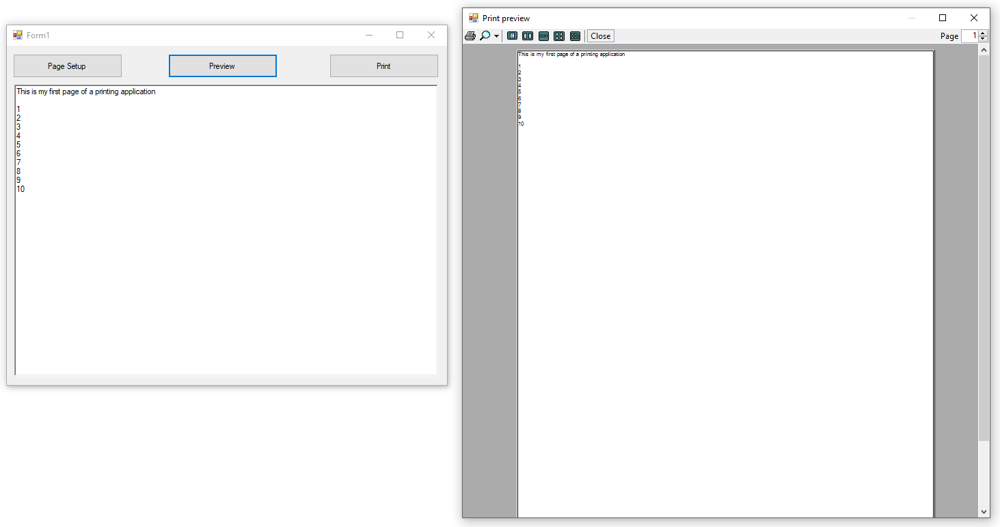 Form1
Page Setup
Preview
Print
This is my first page of a printing application
1
2
3
4
5
6
7
8
9
10
Print preview
Close
Page 1
This is my first page of a printing application
1
2
3
4
5
6
7
8
9
10